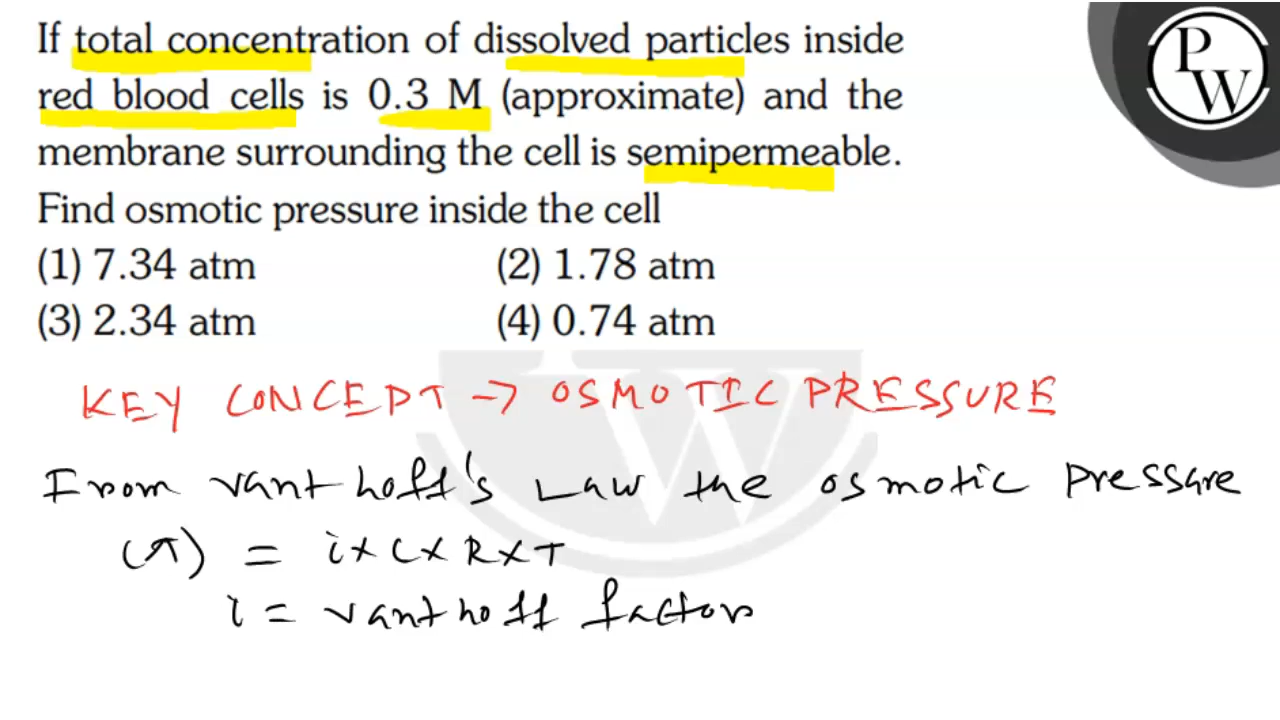 If total concentration of dissolved particles inside
red blood cells is 0.3 M (approximate) and the
membrane surrounding the cell is semipermeable.
Find osmotic pressure inside the cell
(1) 7.34 atm (2) 1.78 atm
(3) 2.34 atm (4) 0.74 atm
PW
KEY CONCEPT → OSMOTIC PRESSURE
From vant hoff's Law the osmotic pressure
(π) = i×C×R×T
i = vant hoff factor